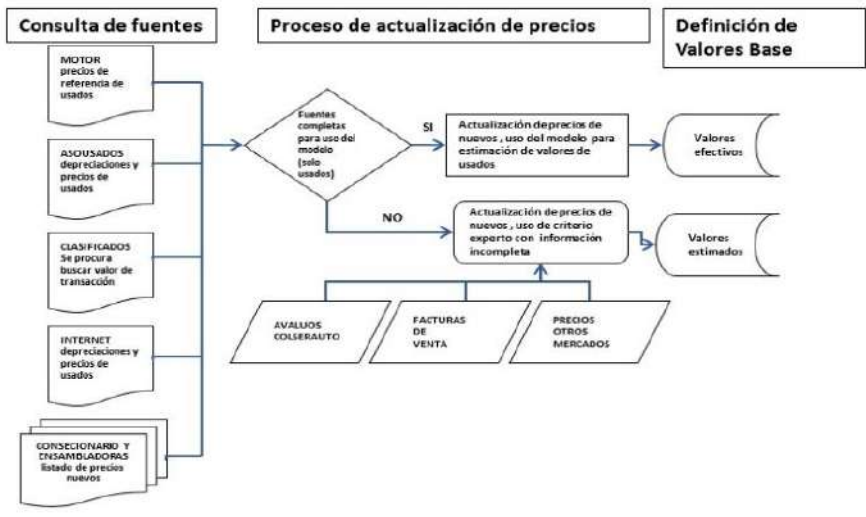 Consulta de fuentes
Proceso de actualización de precios
Definición de
Valores Base
MOTOR
precios de
referencia de
usados
ASOUSADOS
depreciaciones y
precios de
usados
CLASIFICADOS
Se procura
buscar valor de
transacción
INTERNET
depreciaciones y
precios de
usados
CONSECIONARIO Y
ENSAMBLADORAS
listado de precios
nuevos
Fuentes
completas
para uso del
modelo
(solo
usados)
SI
Actualización de precios de
nuevos , uso del modelo para
estimación de valores de
usados
Valores
efectivos
NO
Actualización de precios de
nuevos , uso de criterio
experto con información
incompleta
Valores
estimados
AVALUOS
COLSERAUTO
FACTURAS
DE
VENTA
PRECIOS
OTROS
MERCADOS